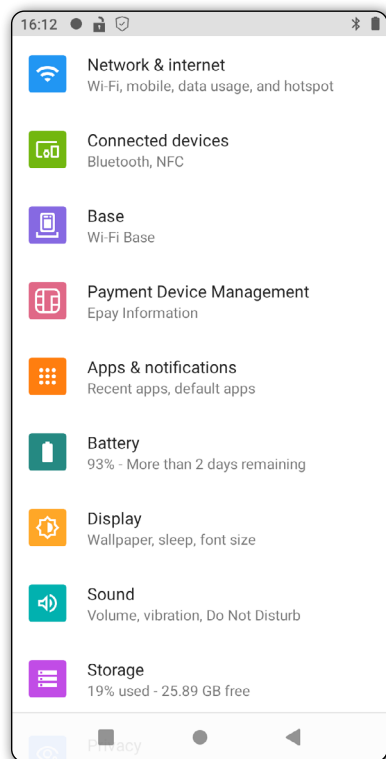 16:12
Network & internet
Wi-Fi, mobile, data usage, and hotspot
Connected devices
Bluetooth, NFC
Base
Wi-Fi Base
Payment Device Management
Epay Information
Apps & notifications
Recent apps, default apps
Battery
93% - More than 2 days remaining
Display
Wallpaper, sleep, font size
Sound
Volume, vibration, Do Not Disturb
Storage
19% used - 25.89 GB free
Privacy